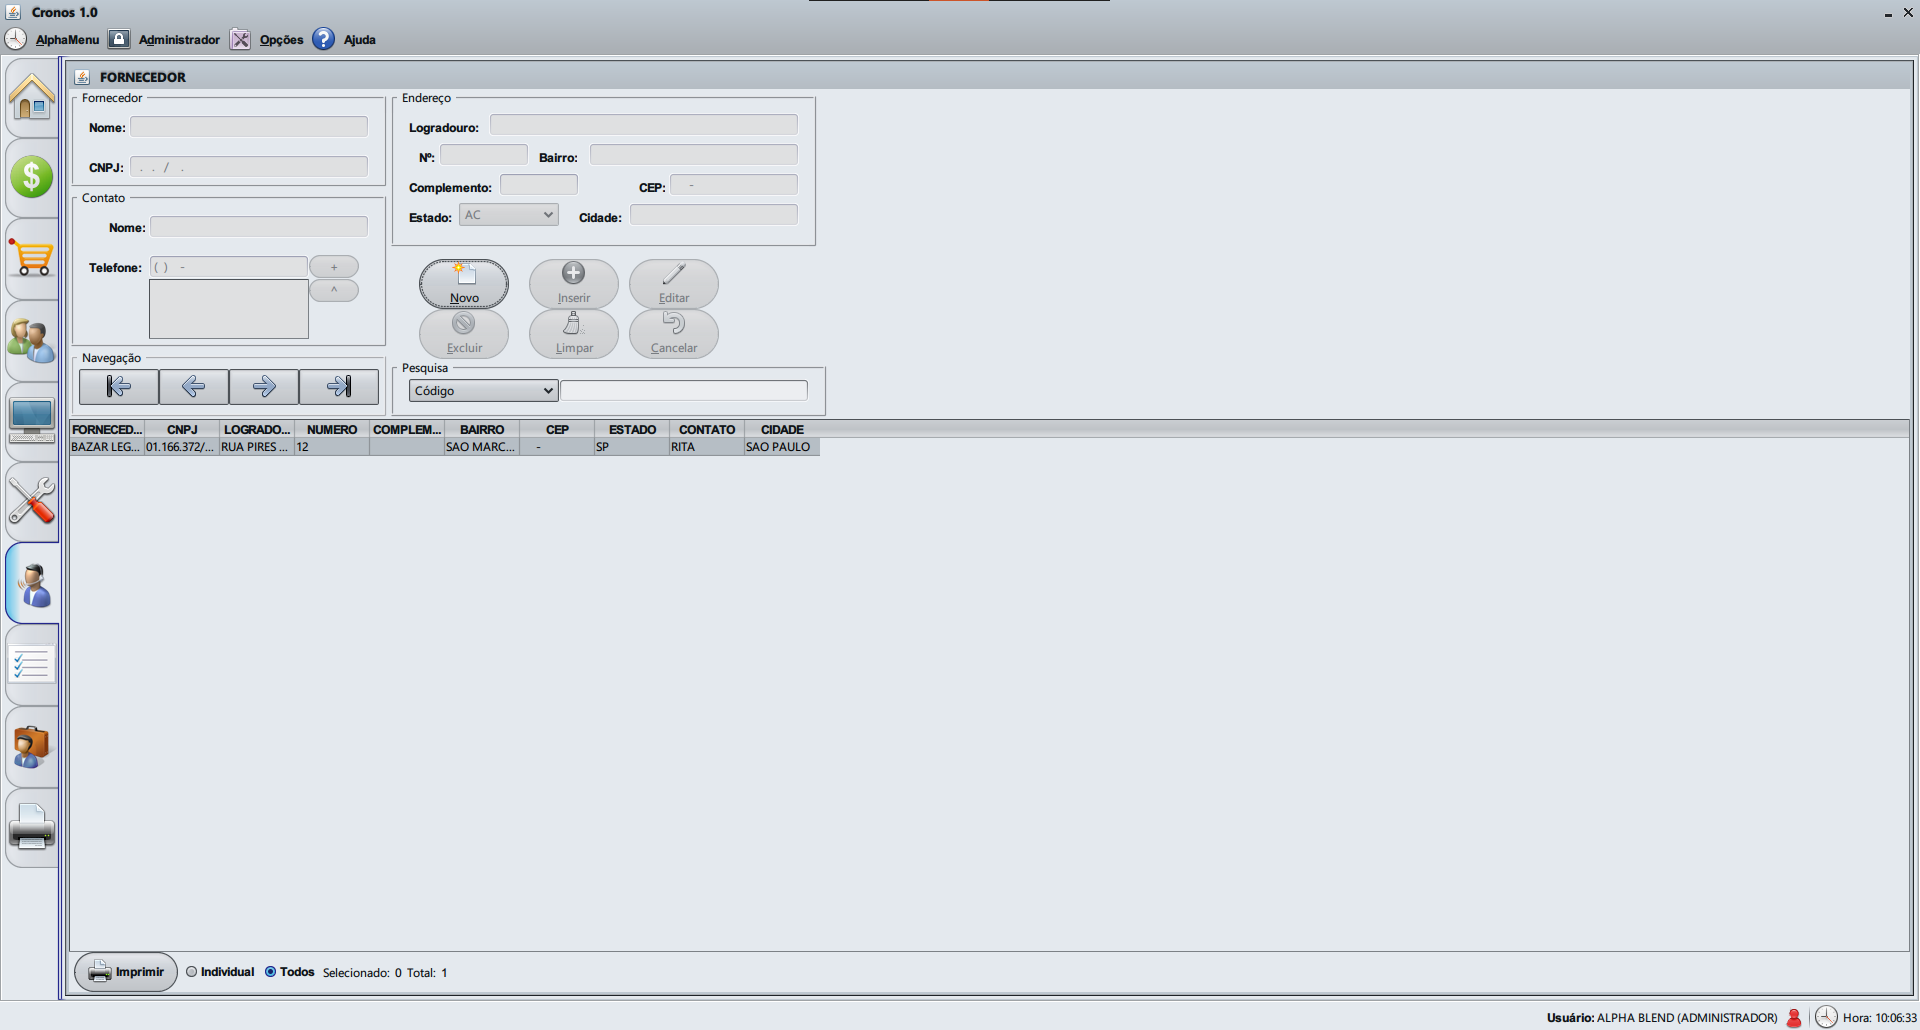 Cronos 1.0
AlphaMenu Administrador Opções Ajuda
FORNECEDOR
Fornecedor
Nome:
CNPJ: . . / .
Contato
Nome:
Telefone: ( ) - +
^
Endereço
Logradouro:
Nº: Bairro:
Complemento: CEP: -
Estado: AC Cidade:
Novo Inserir Editar
Excluir Limpar Cancelar
Navegação
Pesquisa
Código
FORNECED... CNPJ LOGRADO... NUMERO COMPLEM... BAIRRO CEP ESTADO CONTATO CIDADE
BAZAR LEG... 01.166.372/... RUA PIRES ... 12 SAO MARC... - SP RITA SAO PAULO
Imprimir Individual Todos Selecionado: 0 Total: 1
Usuário: ALPHA BLEND (ADMINISTRADOR) Hora: 10:06:33